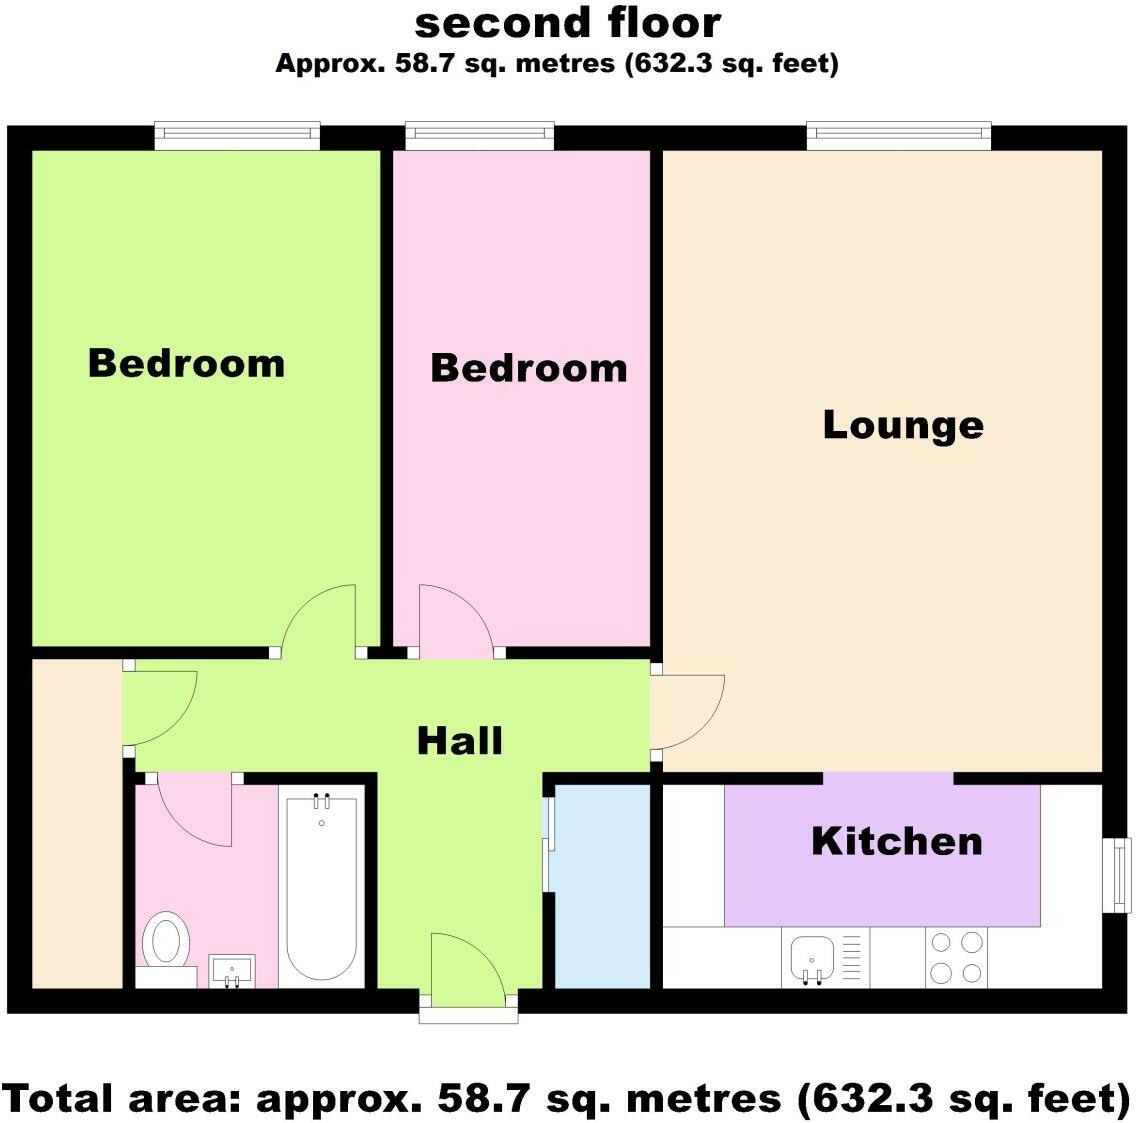 second floor
Approx. 58.7 sq. metres (632.3 sq. feet)
Bedroom
Bedroom
Lounge
Hall
Kitchen
Total area: approx. 58.7 sq. metres (632.3 sq. feet)